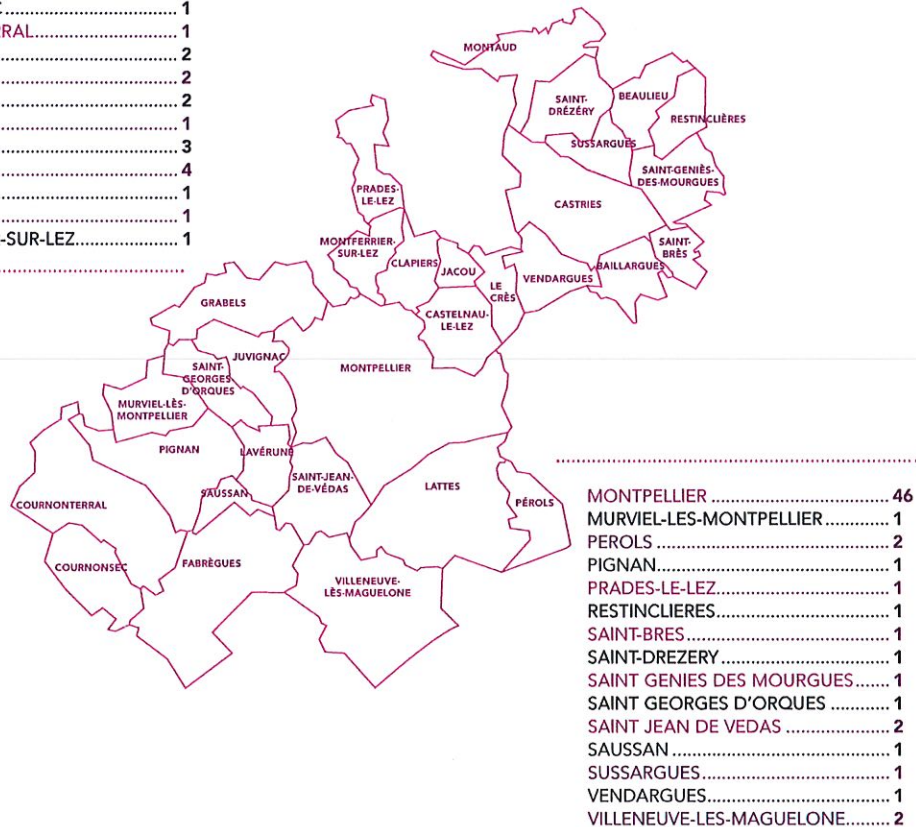 C.............................. 1
RRAL.............................. 1
.............................. 2
.............................. 2
.............................. 2
.............................. 1
.............................. 3
.............................. 4
.............................. 1
.............................. 1
-SUR-LEZ.................... 1
MONTAUD
SAINT-
DRÉZÉRY
BEAULIEU
RESTINCLIÈRES
SUSSARGUES
SAINT-GENIÈS-
DES-MOURGUES
PRADES-
LE-LEZ
CASTRIES
MONTFERRIER-
SUR-LEZ
CLAPIERS
JACOU
LE
CRÈS
VENDARGUES
BAILLARGUES
SAINT-
BRÈS
GRABELS
CASTELNAU-
LE-LEZ
JUVIGNAC
MONTPELLIER
SAINT-
GEORGES
D'ORQUES
MURVIEL-LÈS-
MONTPELLIER
PIGNAN
LAVÉRUNE
SAINT-JEAN-
DE-VÉDAS
LATTES
PÉROLS
COURNONTERRAL
SAUSSAN
COURNONSEC
FABRÈGUES
VILLENEUVE-
LÈS-MAGUELONE
MONTPELLIER .................................. 46
MURVIEL-LES-MONTPELLIER............ 1
PEROLS ............................................ 2
PIGNAN............................................ 1
PRADES-LE-LEZ................................ 1
RESTINCLIERES................................ 1
SAINT-BRES...................................... 1
SAINT-DREZERY................................ 1
SAINT GENIES DES MOURGUES....... 1
SAINT GEORGES D'ORQUES ........... 1
SAINT JEAN DE VEDAS .................... 2
SAUSSAN ......................................... 1
SUSSARGUES................................... 1
VENDARGUES.................................. 1
VILLENEUVE-LES-MAGUELONE......... 2